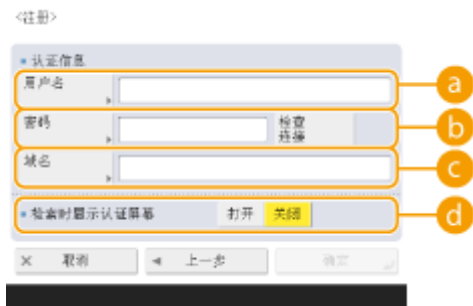 <注册>
认证信息
用户名
a
密码
检查
连接
b
域名
c
检索时显示认证屏幕
打开
关闭
d
× 取消
◄ 上一步
确定